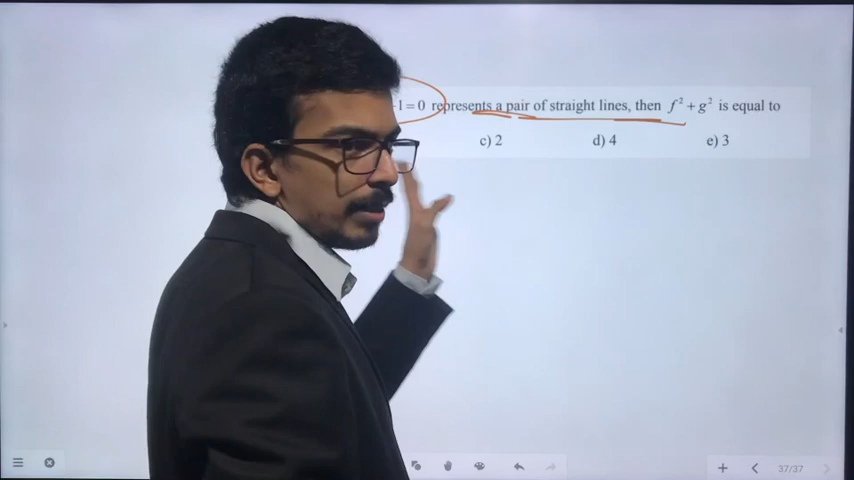 1 = 0 represents a pair of straight lines, then f² + g² is equal to
c) 2 d) 4 e) 3
37/37